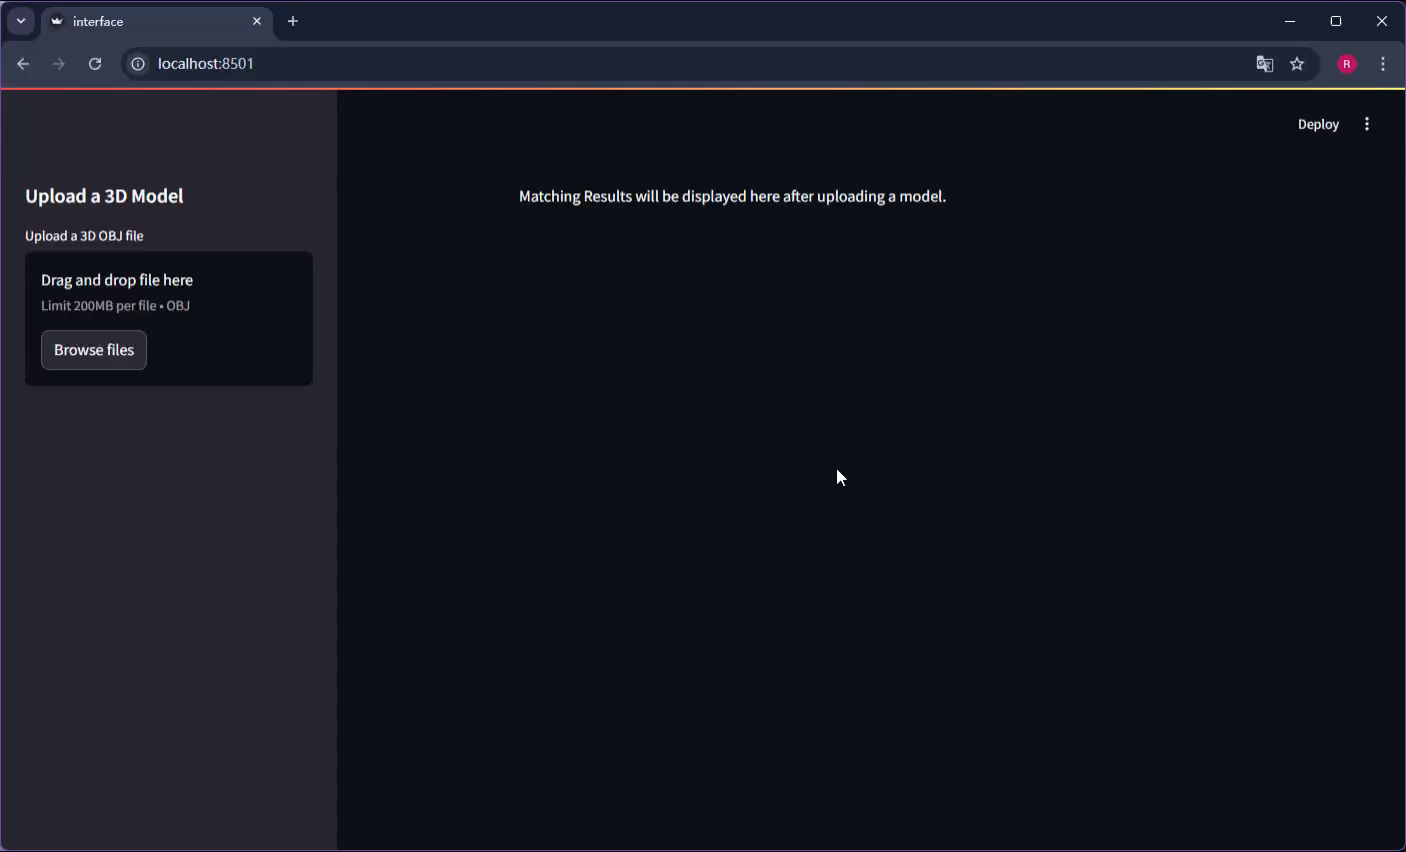 interface
localhost:8501
R
Deploy
Upload a 3D Model
Upload a 3D OBJ file
Drag and drop file here
Limit 200MB per file • OBJ
Browse files
Matching Results will be displayed here after uploading a model.